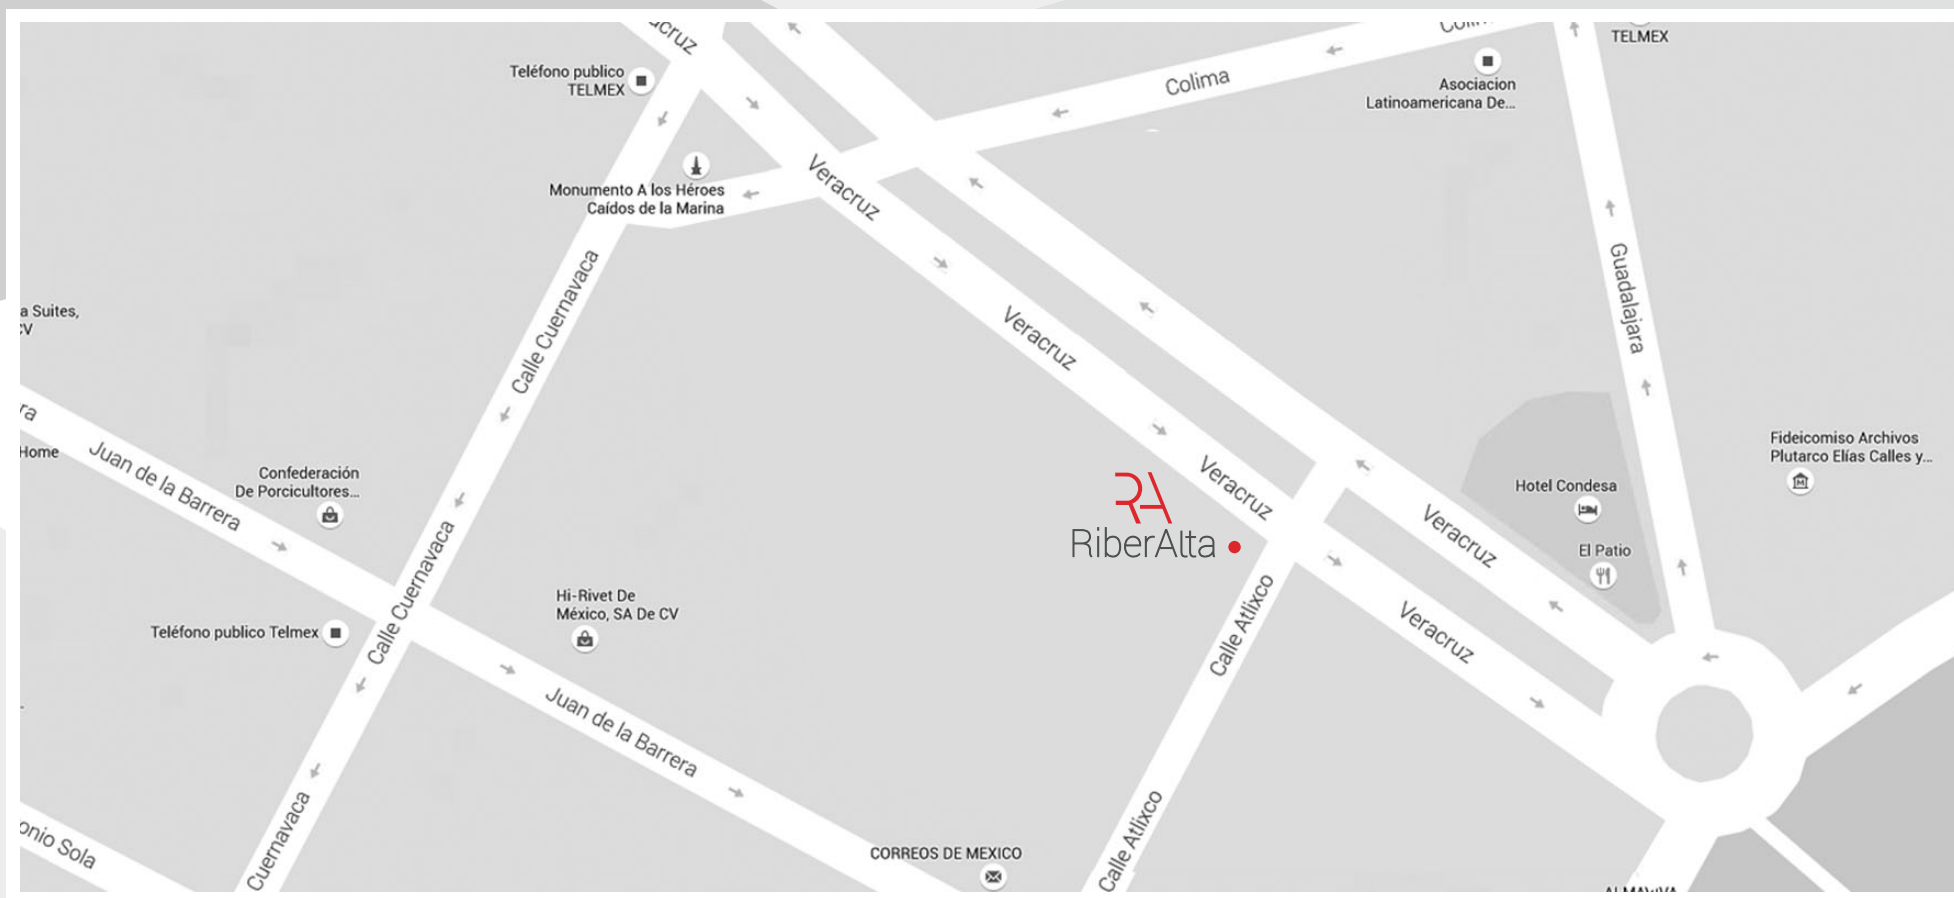 TELMEX
Teléfono publico
TELMEX
Colima
Asociacion
Latinoamericana De...
Monumento A los Héroes
Caídos de la Marina
Veracruz
Calle Cuernavaca
Guadalajara
a Suites,
Veracruz
Home
Juan de la Barrera
Confederación
De Porcicultores...
Fideicomiso Archivos
Plutarco Elías Calles y...
Hotel Condesa
Veracruz
RA
RiberAlta
Veracruz
El Patio
Calle Cuernavaca
Hi-Rivet De
México, SA De CV
Teléfono publico Telmex
Calle Atlixco
Veracruz
Juan de la Barrera
onio Sola
Cuernavaca
CORREOS DE MEXICO
Calle Atlixco